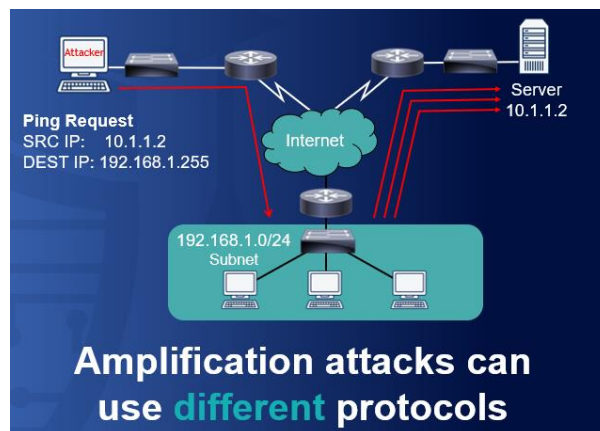 Attacker
Ping Request
SRC IP: 10.1.1.2
DEST IP: 192.168.1.255
Internet
Server
10.1.1.2
192.168.1.0/24
Subnet
Amplification attacks can
use different protocols